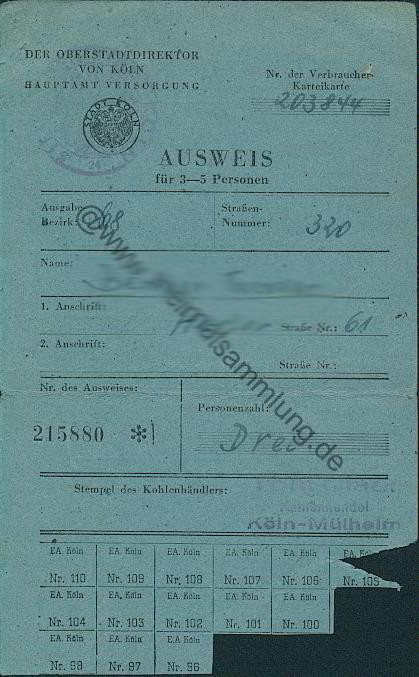 DER OBERSTADTDIREKTOR
VON KÖLN
HAUPTAMT VERSORGUNG
Nr. der Verbraucher-
Karteikarte
203844
STADT KÖLN
24
AUSWEIS
für 3—5 Personen
Ausgabe
Bezirk: 68
Straßen-
Nummer: 320
Name:
1. Anschrift: Straße Nr.: 61
2. Anschrift:
Straße Nr.:
Nr. des Ausweises:
215880 *
Personenzahl:
Drei
Stempel des Kohlenhändlers:
Köln-Mülheim
EA. Köln EA. Köln EA. Köln EA. Köln EA. Köln EA. Köln
Nr. 110 Nr. 109 Nr. 108 Nr. 107 Nr. 106 Nr. 105
EA. Köln EA. Köln EA. Köln EA. Köln EA. Köln
Nr. 104 Nr. 103 Nr. 102 Nr. 101 Nr. 100
EA. Köln EA. Köln EA. Köln
Nr. 98 Nr. 97 Nr. 96